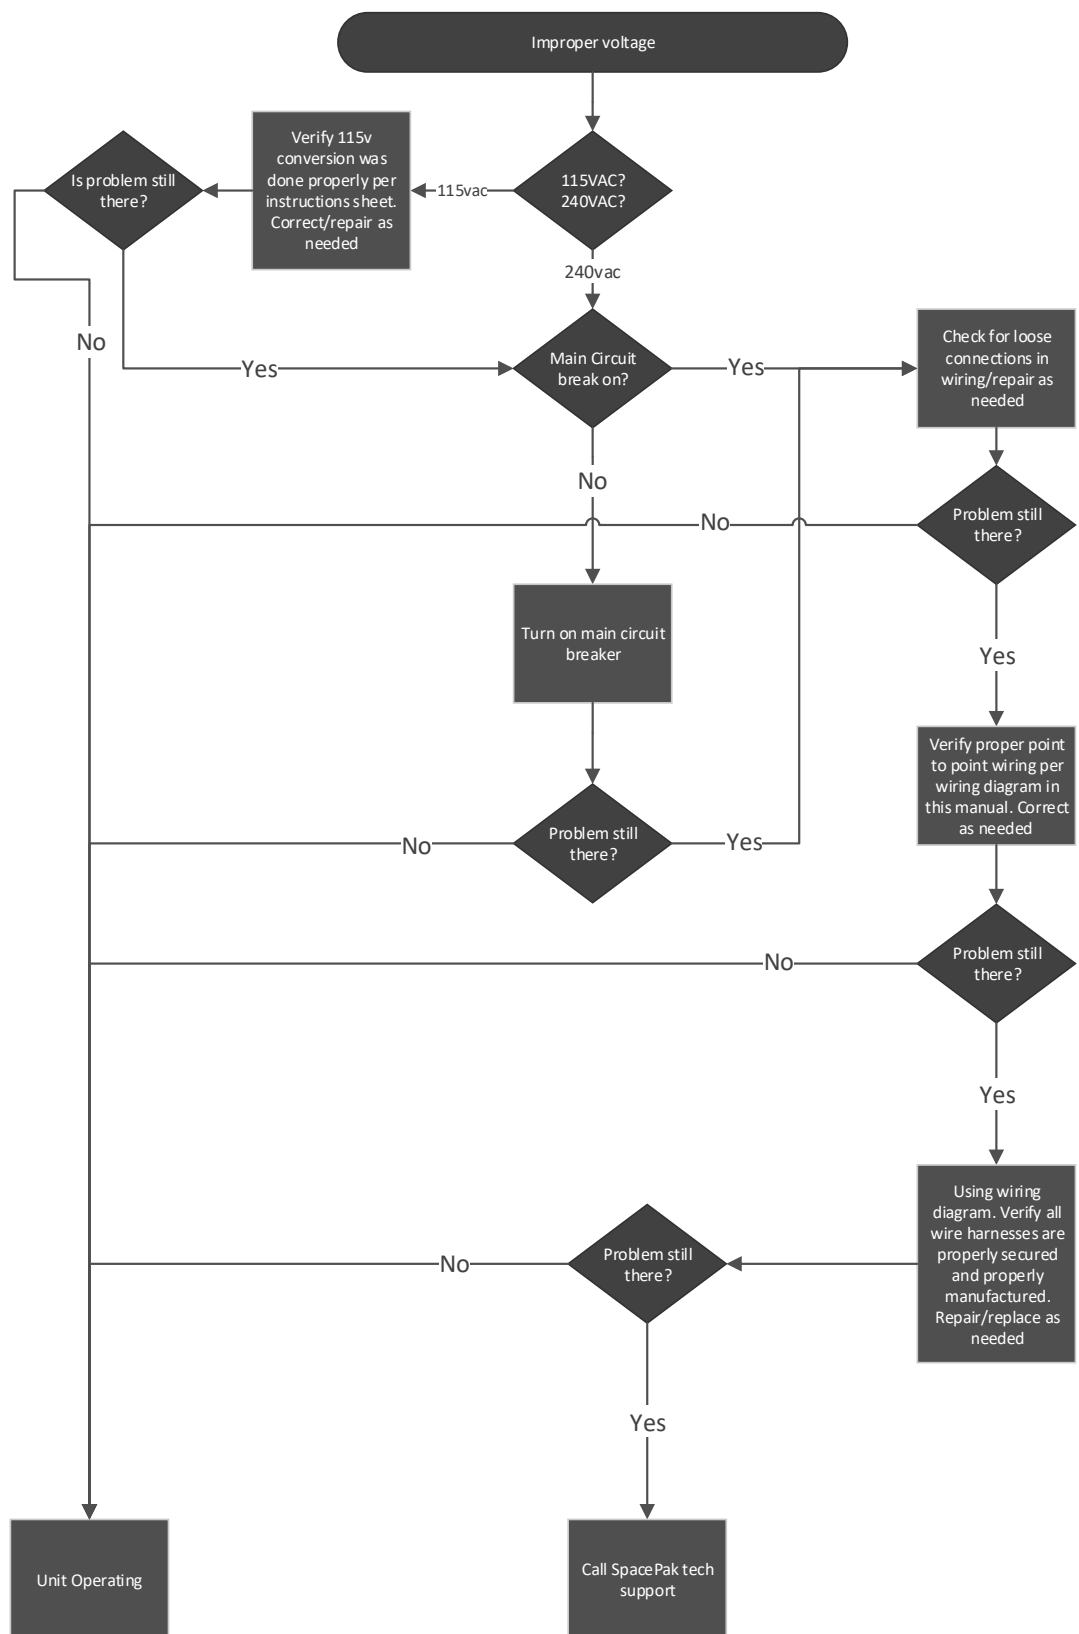 Improper voltage
Verify 115v
conversion was
done properly per
instructions sheet.
Correct/repair as
needed
Is problem still
there?
115vac
115VAC?
240VAC?
240vac
No
Yes
Main Circuit
break on?
Yes
Check for loose
connections in
wiring/repair as
needed
No
No
Problem still
there?
Turn on main circuit
breaker
Yes
Verify proper point
to point wiring per
wiring diagram in
this manual. Correct
as needed
No
Problem still
there?
Yes
No
Problem still
there?
Yes
Using wiring
diagram. Verify all
wire harnesses are
properly secured
and properly
manufactured.
Repair/replace as
needed
No
Problem still
there?
Yes
Unit Operating
Call SpacePak tech
support